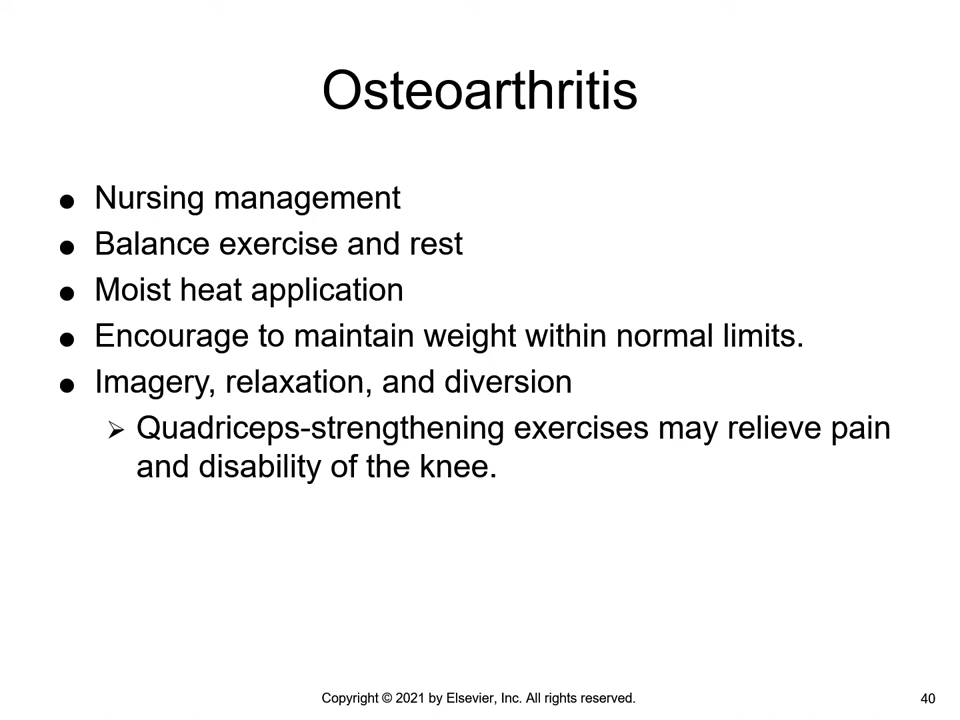 Osteoarthritis
● Nursing management
● Balance exercise and rest
● Moist heat application
● Encourage to maintain weight within normal limits.
● Imagery, relaxation, and diversion
➢ Quadriceps-strengthening exercises may relieve pain
and disability of the knee.
Copyright © 2021 by Elsevier, Inc. All rights reserved.
40